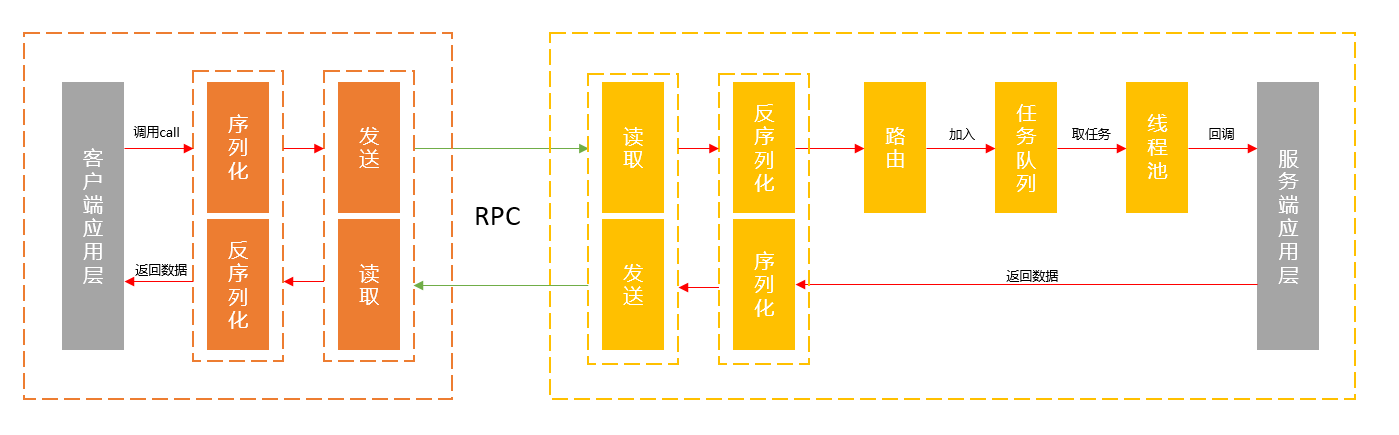 客户端应用层
调用call
序列化
发送
读取
反序列化
路由
加入
任务队列
取任务
线程池
回调
服务端应用层
RPC
返回数据
反序列化
读取
发送
序列化
返回数据